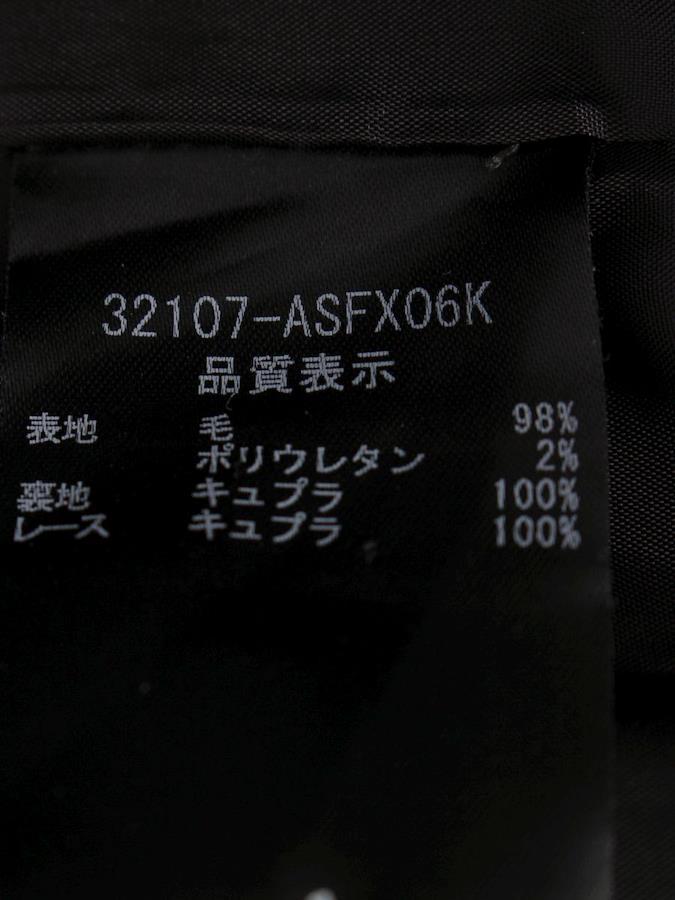 32107-ASFX06K
品質表示
表地 毛 98%
ポリウレタン 2%
裏地 キュプラ 100%
レース キュプラ 100%